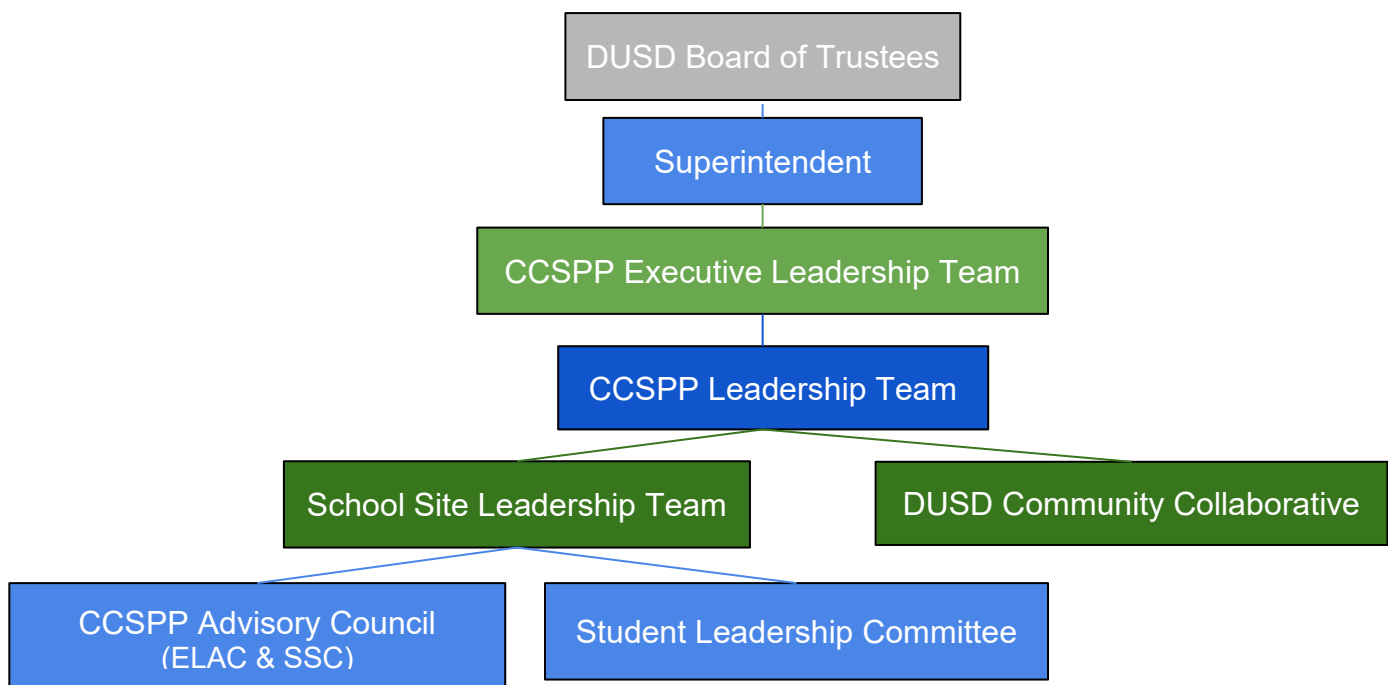 DUSD Board of Trustees
Superintendent
CCSPP Executive Leadership Team
CCSPP Leadership Team
School Site Leadership Team
DUSD Community Collaborative
CCSPP Advisory Council
(ELAC & SSC)
Student Leadership Committee